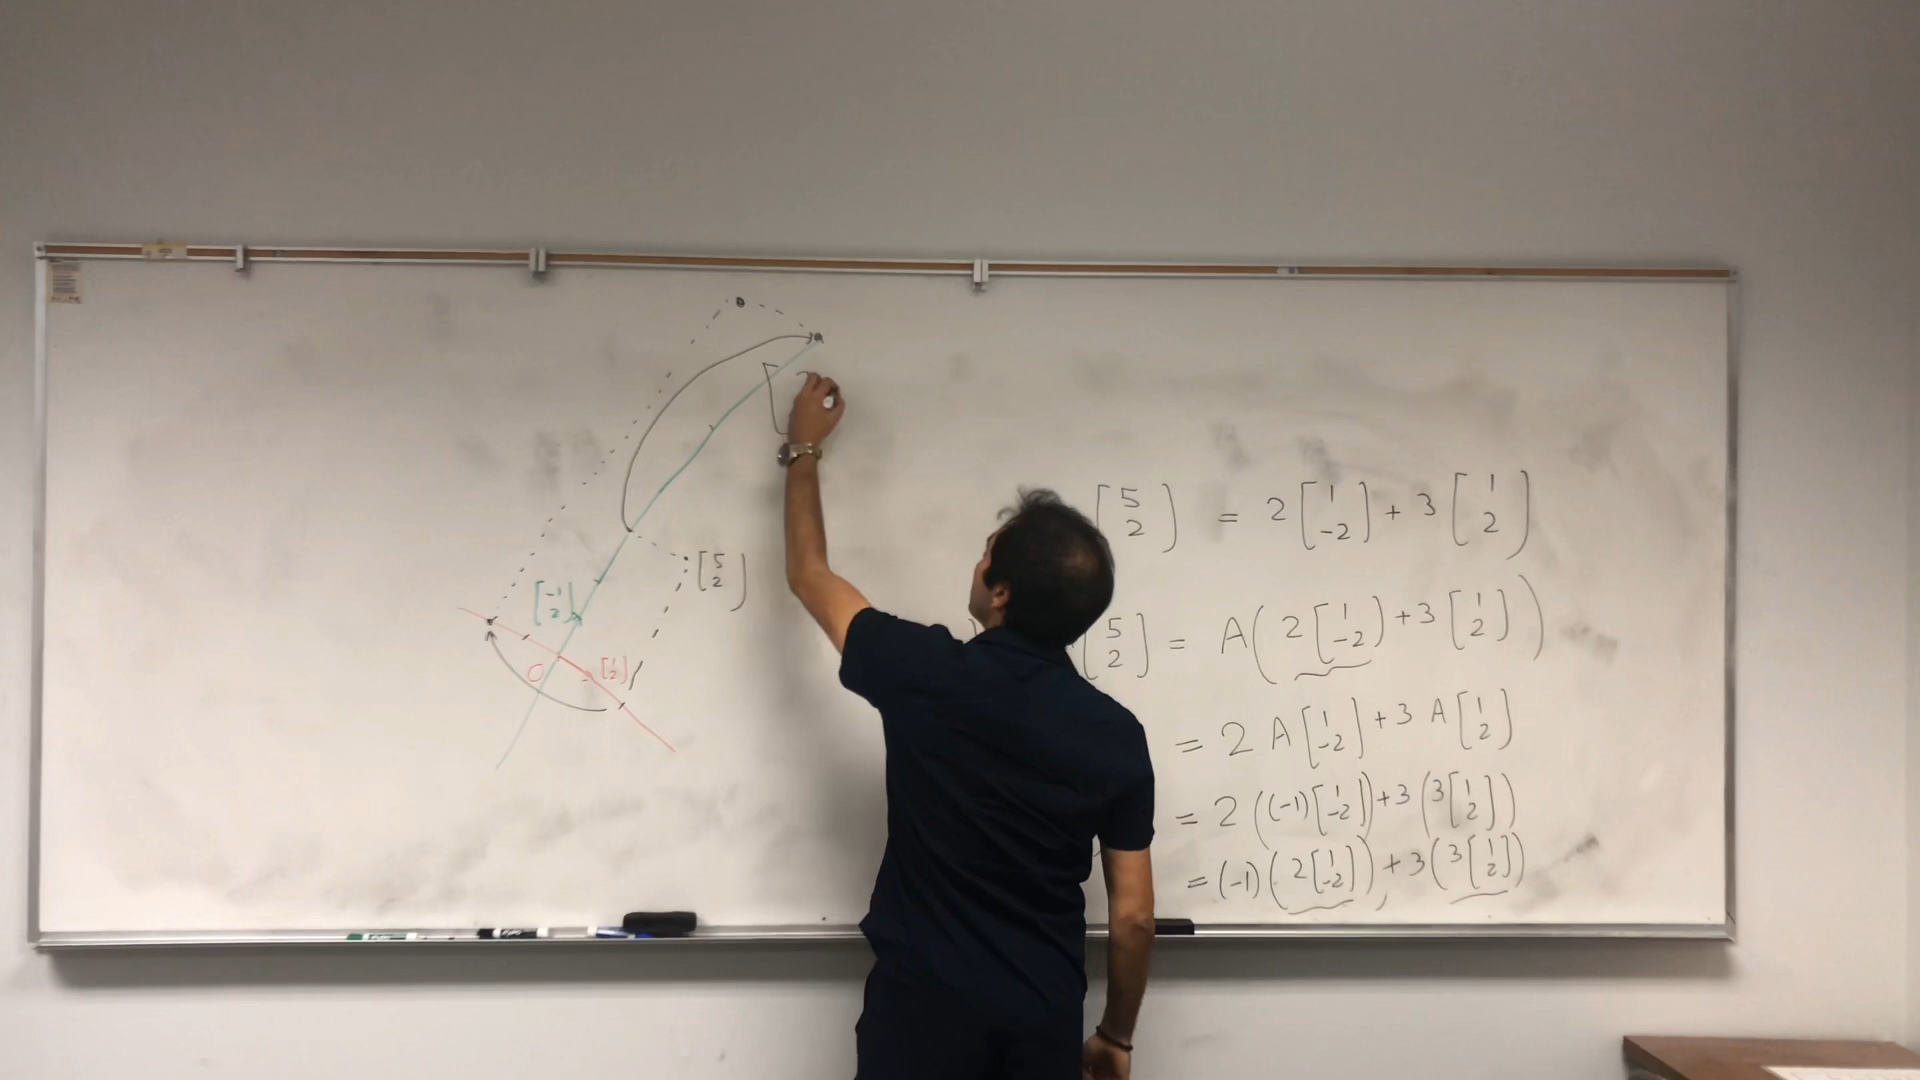 [5 2] = 2[1 -2] + 3[1 2]
[5 2] = A(2[1 -2] + 3[1 2])
= 2 A[1 -2] + 3 A[1 2]
= 2((-1)[1 -2]) + 3(3[1 2])
= (-1)(2[1 -2]) + 3(3[1 2])
[5 2]
[-1 2]
0